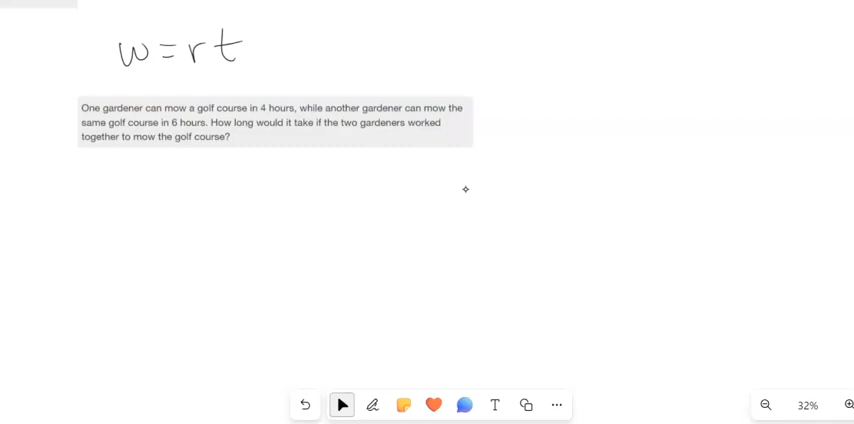 w = rt
One gardener can mow a golf course in 4 hours, while another gardener can mow the
same golf course in 6 hours. How long would it take if the two gardeners worked
together to mow the golf course?
T
32%